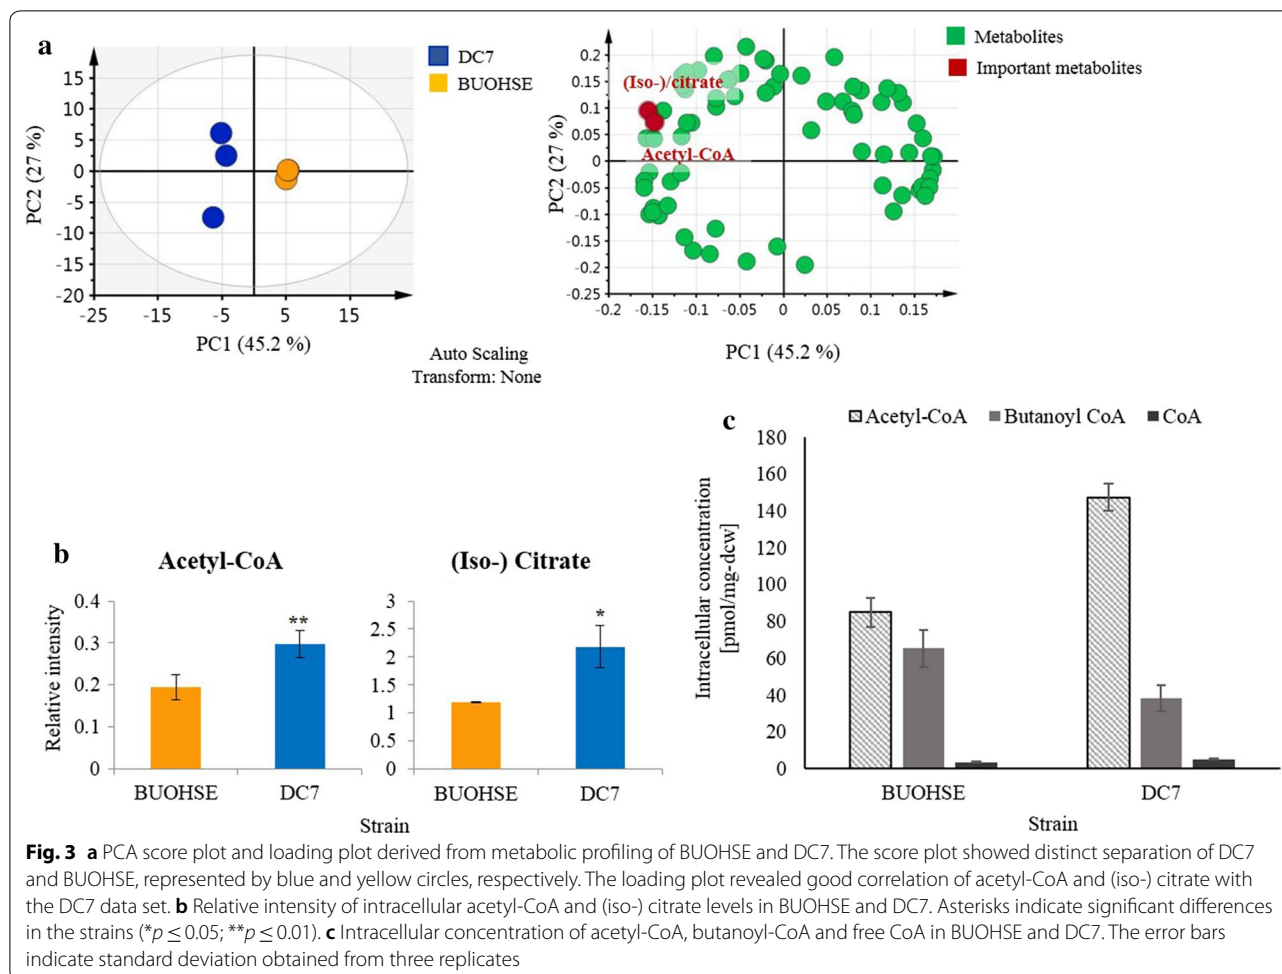 a
DC7
BUOHSE
15
10
5
0
-5
-10
-15
-20
-25
-15
-5
5
15
PC2 (27 %)
PC1 (45.2 %)
Auto Scaling
Transform: None
Metabolites
Important metabolites
(Iso-)/citrate
Acetyl-CoA
0.2
0.15
0.1
0.05
0
-0.05
-0.1
-0.15
-0.2
-0.25
-0.2
-0.15
-0.1
-0.05
0
0.05
0.1
0.15
PC2 (27 %)
PC1 (45.2 %)
b
Acetyl-CoA
(Iso-) Citrate
Relative intensity
0.4
0.3
0.2
0.1
0
**
BUOHSE
DC7
3
2.5
2
1.5
1
0.5
0
*
BUOHSE
DC7
Strain
c
Acetyl-CoA
Butanoyl CoA
CoA
Intracellular concentration
[pmol/mg-dcw]
180
160
140
120
100
80
60
40
20
0
BUOHSE
DC7
Strain
Fig. 3 a PCA score plot and loading plot derived from metabolic profiling of BUOHSE and DC7. The score plot showed distinct separation of DC7
and BUOHSE, represented by blue and yellow circles, respectively. The loading plot revealed good correlation of acetyl-CoA and (iso-) citrate with
the DC7 data set. b Relative intensity of intracellular acetyl-CoA and (iso-) citrate levels in BUOHSE and DC7. Asterisks indicate significant differences
in the strains (*p ≤ 0.05; **p ≤ 0.01). c Intracellular concentration of acetyl-CoA, butanoyl-CoA and free CoA in BUOHSE and DC7. The error bars
indicate standard deviation obtained from three replicates